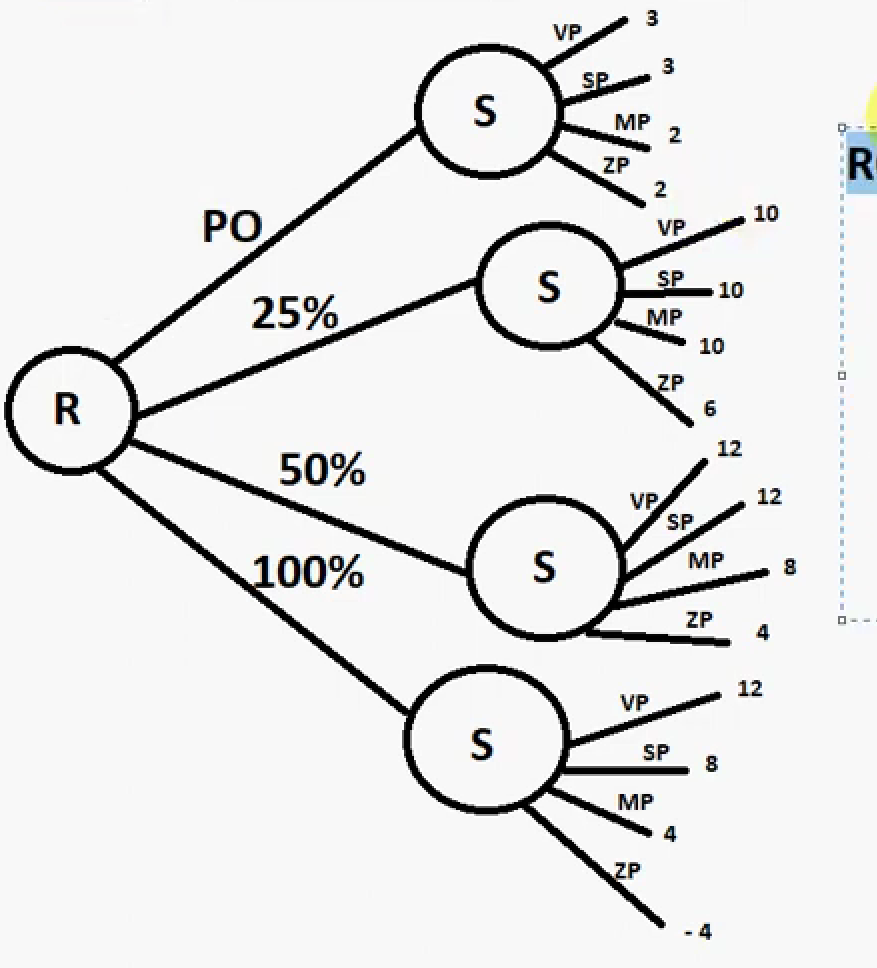 VP 3
SP 3
S
MP 2
ZP 2
PO
VP 10
25%
S
SP 10
MP 10
ZP 6
R
50%
VP 12
SP 12
S
MP 8
ZP 4
100%
VP 12
S
SP 8
MP 4
ZP - 4